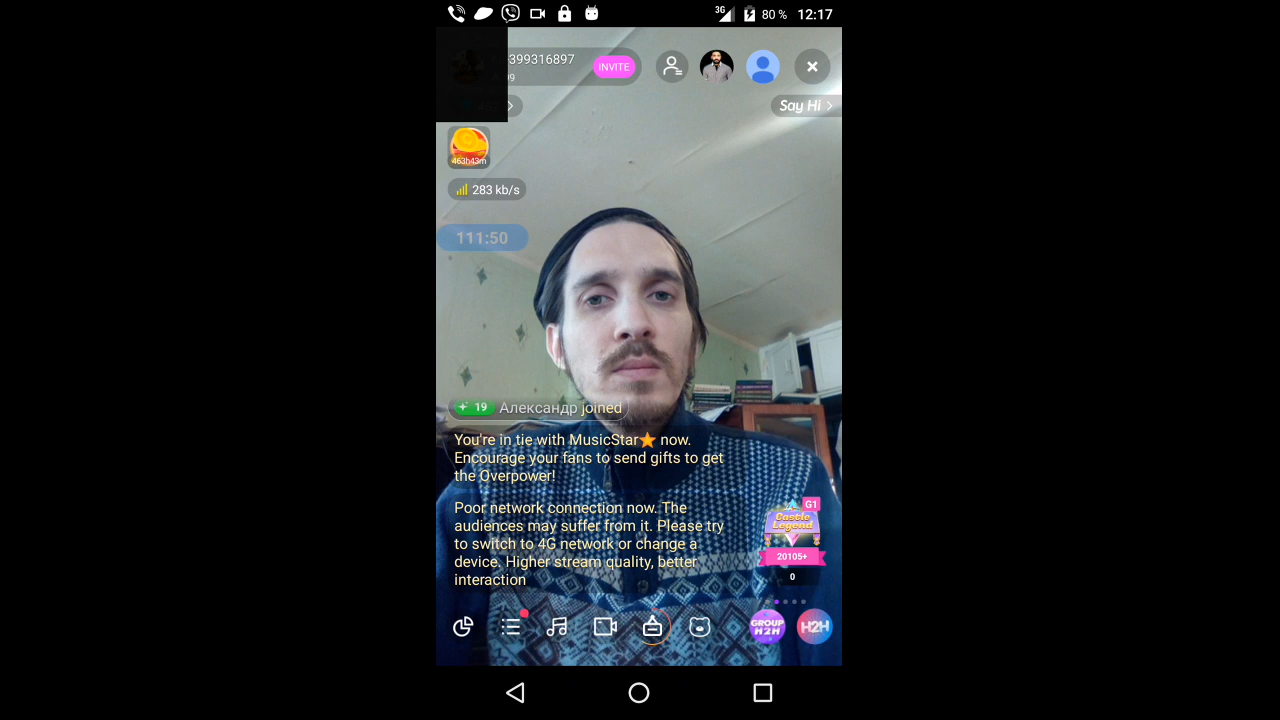 3G 80 % 12:17
399316897
INVITE
Say Hi
463h43m
283 kb/s
111:50
19 Александр joined
You're in tie with MusicStar⭐ now.
Encourage your fans to send gifts to get
the Overpower!
Poor network connection now. The
audiences may suffer from it. Please try
to switch to 4G network or change a
device. Higher stream quality, better
interaction
G1
Castle
Legend
20105+
0
GROUP
H2H
H2H